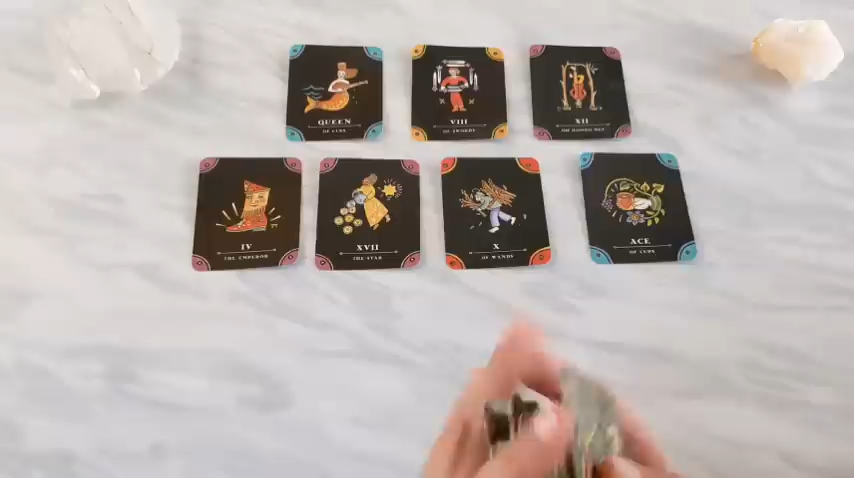 QUEEN
OF CUPS
VIII
OF SWORDS
XII
THE HANGED MAN
IV
THE EMPEROR
XVII
THE STAR
X
OF WANDS
ACE
OF CUPS